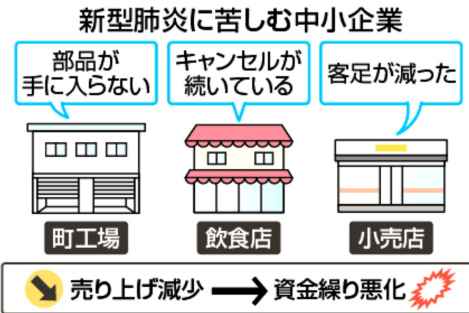 新型肺炎に苦しむ中小企業
部品が
手に入らない
キャンセルが
続いている
客足が減った
町工場
飲食店
小売店
売り上げ減少 → 資金繰り悪化